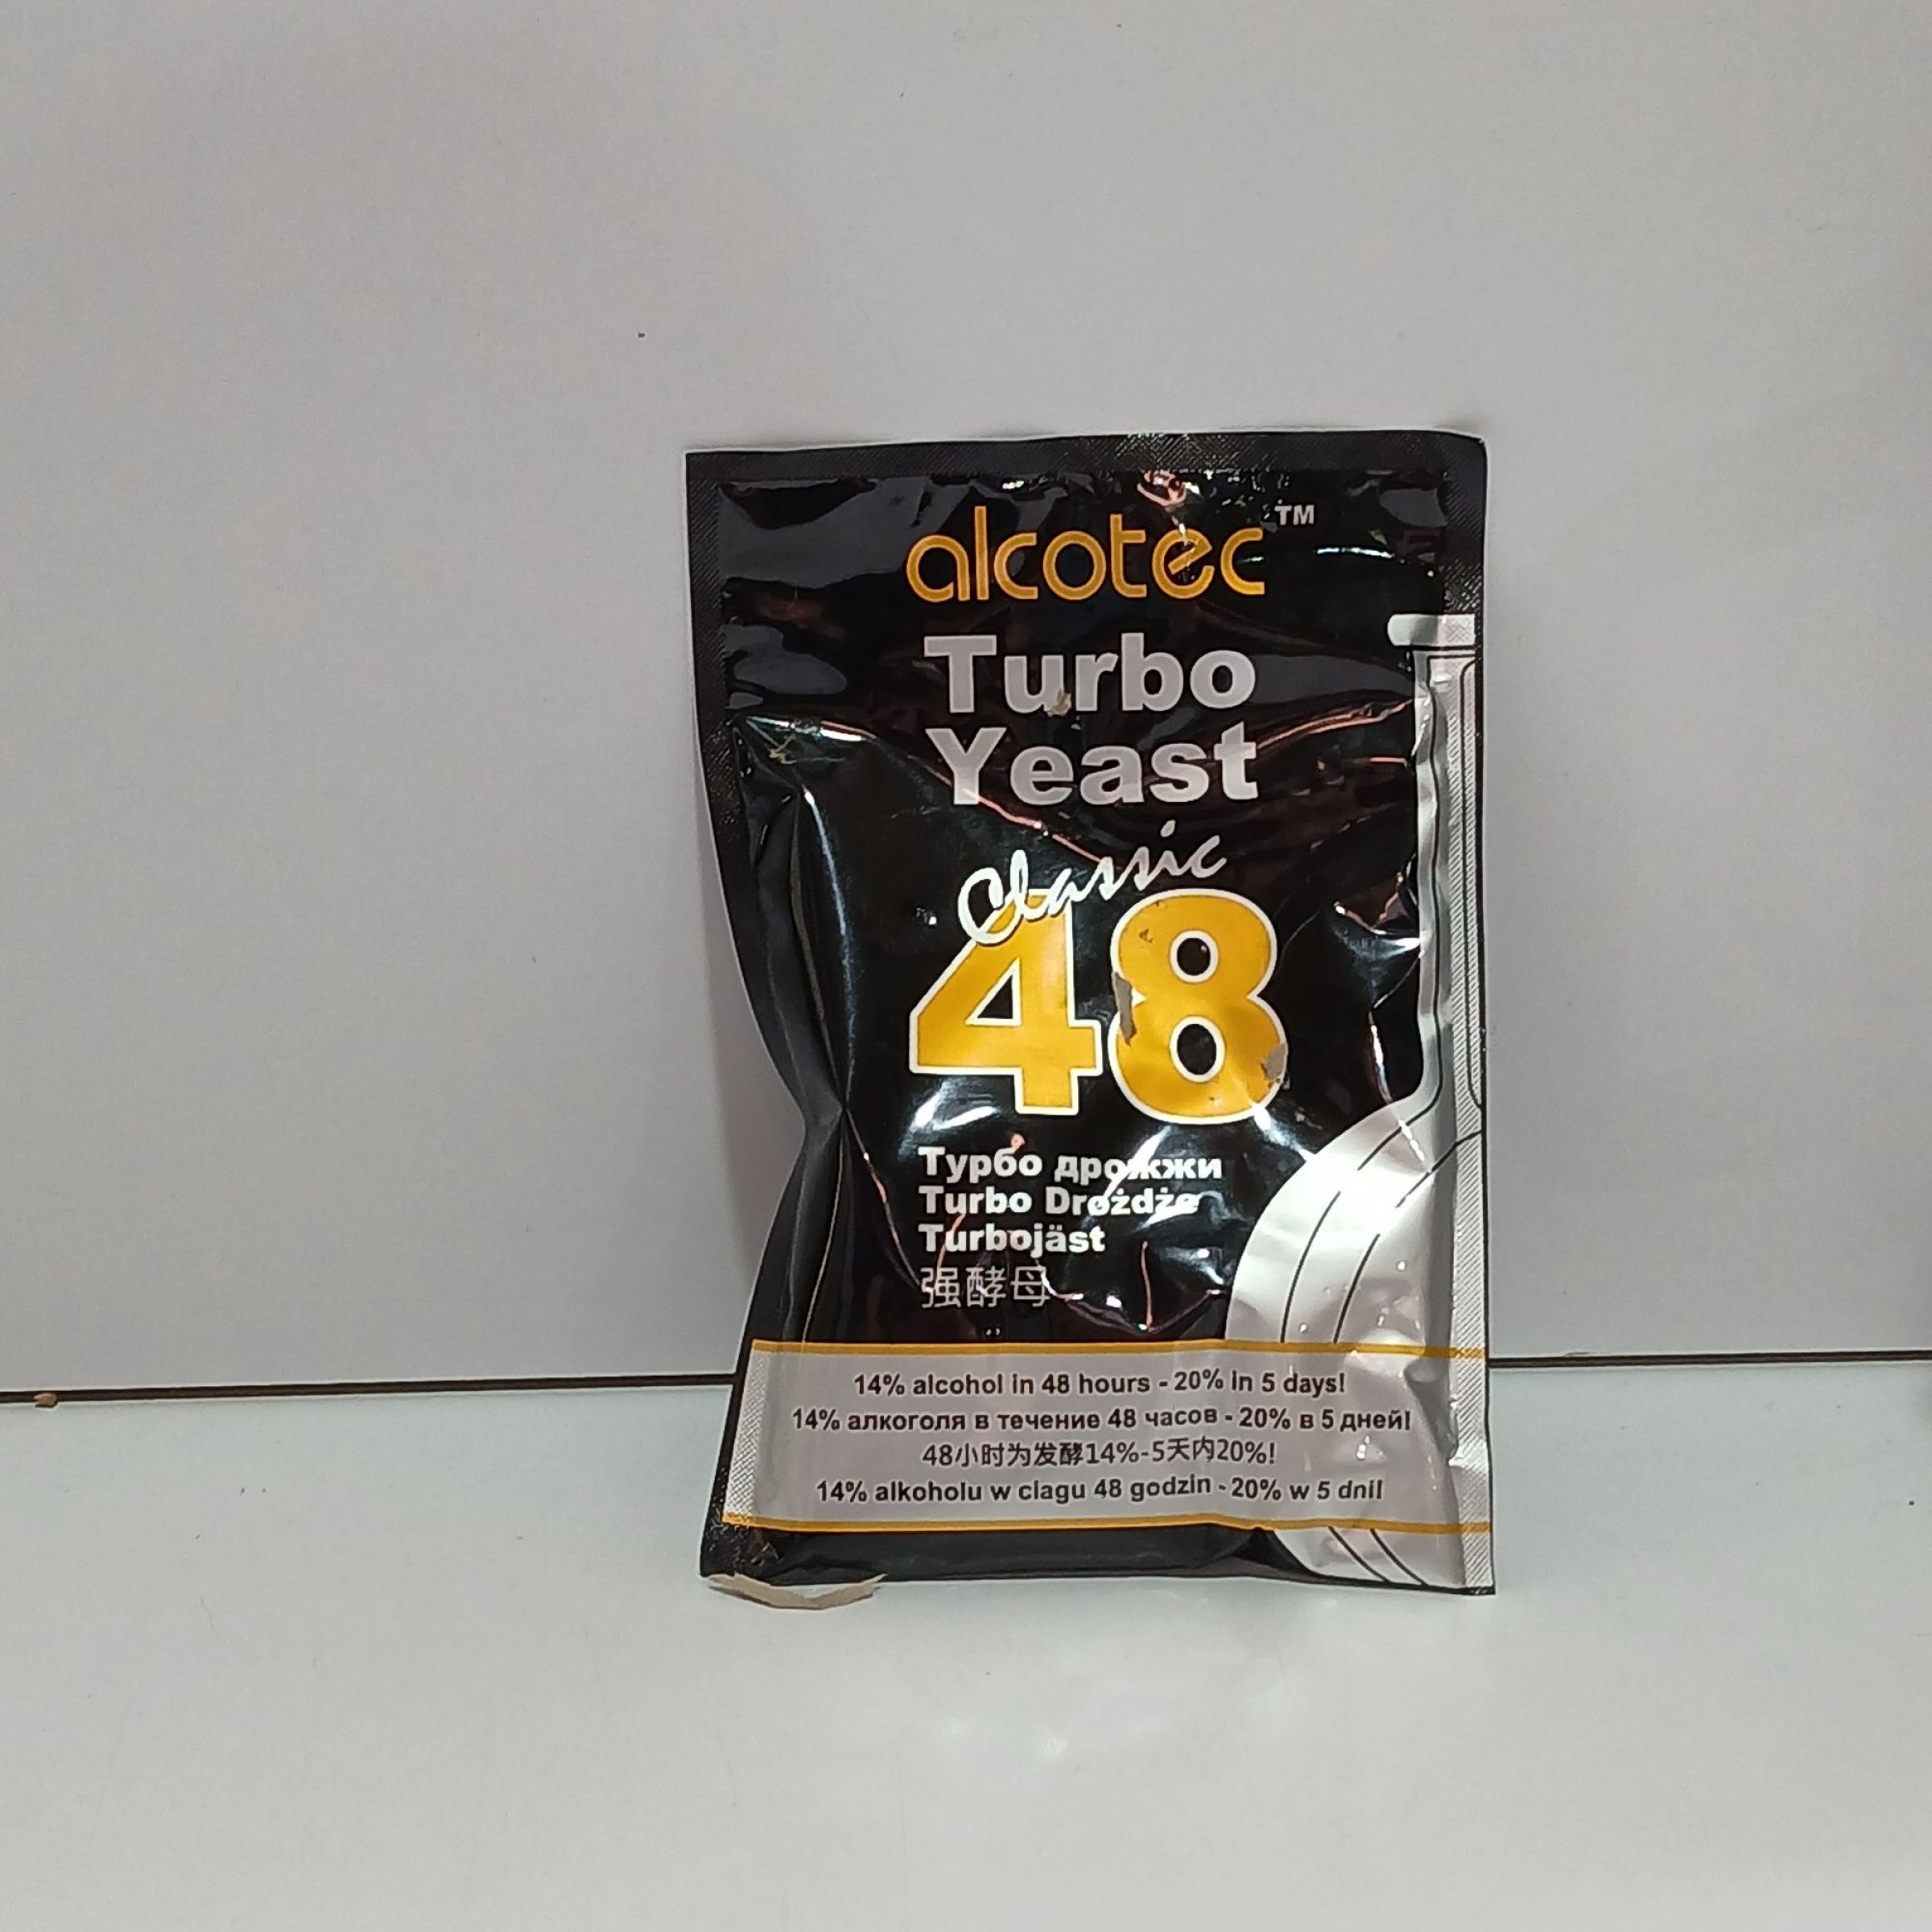 alcotec™
Turbo
Yeast
Classic
48
Турбо дрожжи
Turbo Drożdże
Turbojäst
强酵母
14% alcohol in 48 hours - 20% in 5 days!
14% алкоголя в течение 48 часов - 20% в 5 дней!
48小时为发酵14%-5天内20%!
14% alkoholu w ciagu 48 godzin - 20% w 5 dni!